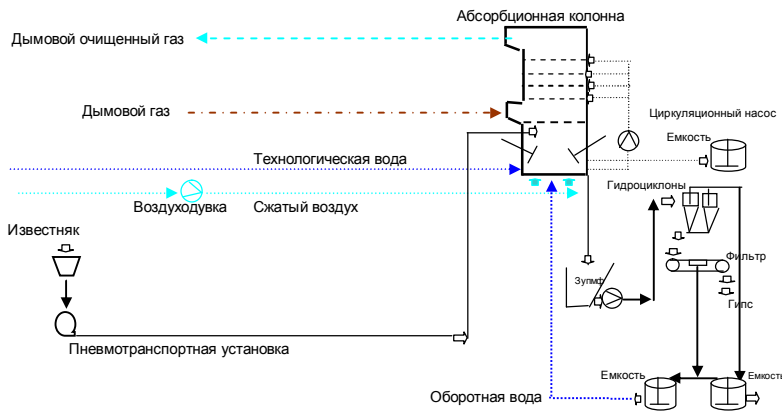 Абсорбционная колонна
Дымовой очищенный газ
Дымовой газ
Циркуляционный насос
Емкость
Технологическая вода
Гидроциклоны
Воздуходувка
Сжатый воздух
Известняк
Фильтр
Зупмф
Гипс
Пневмотранспортная установка
Емкость
Емкость
Оборотная вода